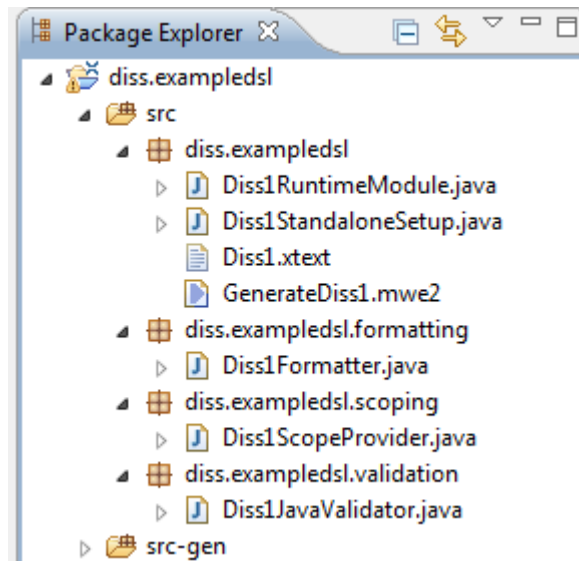 Package Explorer
diss.exampledsl
src
diss.exampledsl
Diss1RuntimeModule.java
Diss1StandaloneSetup.java
Diss1.xtext
GenerateDiss1.mwe2
diss.exampledsl.formatting
Diss1Formatter.java
diss.exampledsl.scoping
Diss1ScopeProvider.java
diss.exampledsl.validation
Diss1JavaValidator.java
src-gen